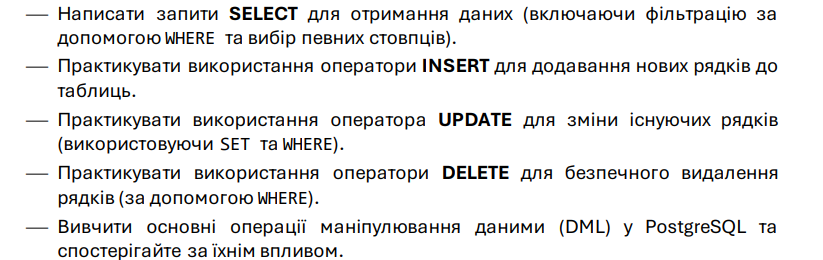 — Написати запити SELECT для отримання даних (включаючи фільтрацію за
допомогою WHERE та вибір певних стовпців).
— Практикувати використання оператори INSERT для додавання нових рядків до
таблиць.
— Практикувати використання оператора UPDATE для зміни існуючих рядків
(використовуючи SET та WHERE).
— Практикувати використання оператори DELETE для безпечного видалення
рядків (за допомогою WHERE).
— Вивчити основні операції маніпулювання даними (DML) у PostgreSQL та
спостерігайте за їхнім впливом.